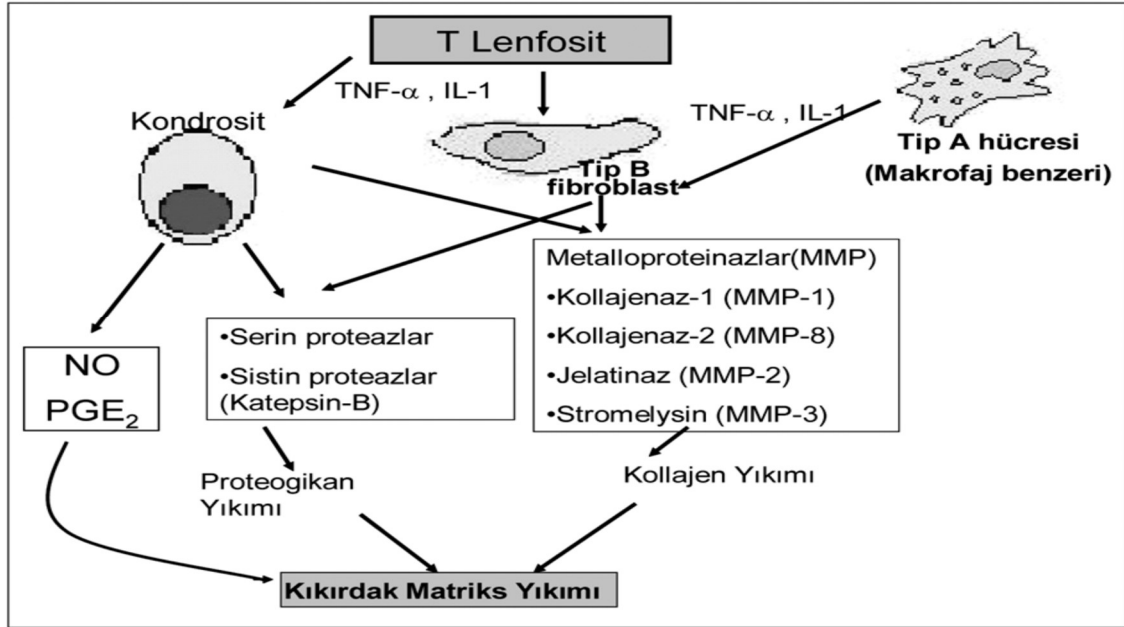 T Lenfosit
TNF-α , IL-1
Kondrosit
TNF-α , IL-1
Tip A hücresi
(Makrofaj benzeri)
Tip B
fibroblast
Metalloproteinazlar(MMP)
•Kollajenaz-1 (MMP-1)
•Kollajenaz-2 (MMP-8)
•Jelatinaz (MMP-2)
•Stromelysin (MMP-3)
•Serin proteazlar
•Sistin proteazlar
(Katepsin-B)
NO
PGE₂
Proteogikan
Yıkımı
Kollajen Yıkımı
Kıkırdak Matriks Yıkımı